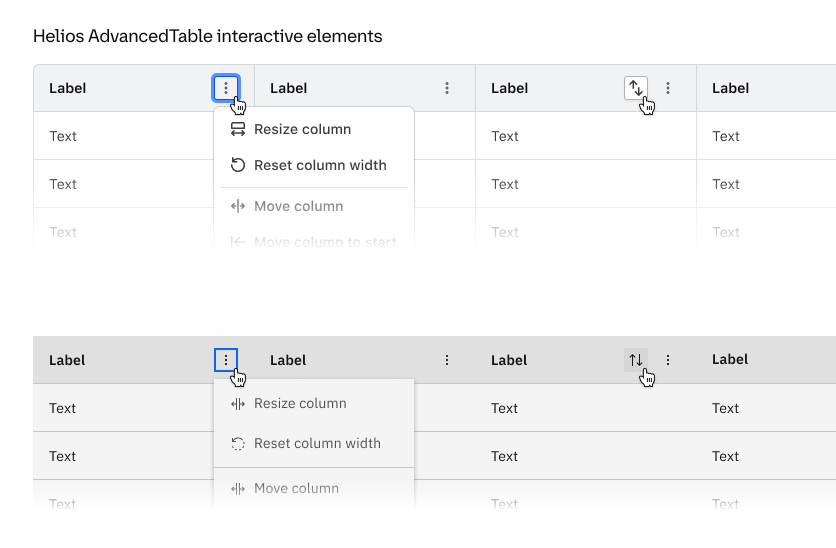 Helios AdvancedTable interactive elements
Label Label Label Label
Resize column
Text Text Text
Reset column width
Text Text Text
Move column
Text Text Text
Move column to start
Label Label Label Label
Resize column
Text Text Text
Reset column width
Text Text Text
Move column
Text Text Text